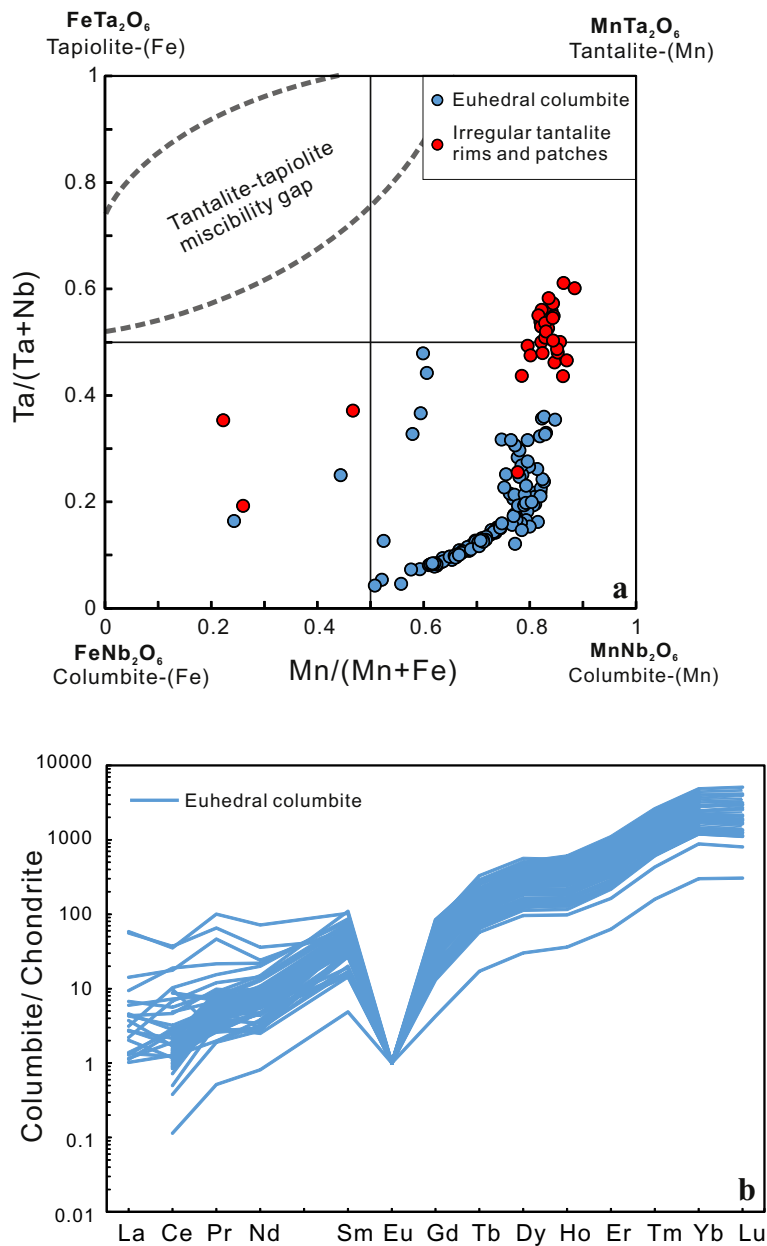 FeTa₂O₆
Tapiolite-(Fe)
MnTa₂O₆
Tantalite-(Mn)
1
0.8
0.6
0.4
0.2
0
Ta/(Ta+Nb)
Euhedral columbite
Irregular tantalite
rims and patches
Tantalite-tapiolite
miscibility gap
a
0
0.2
0.4
0.6
0.8
1
FeNb₂O₆
Columbite-(Fe)
Mn/(Mn+Fe)
MnNb₂O₆
Columbite-(Mn)
10000
1000
100
10
1
0.1
0.01
Columbite/ Chondrite
Euhedral columbite
b
La Ce Pr Nd Sm Eu Gd Tb Dy Ho Er Tm Yb Lu